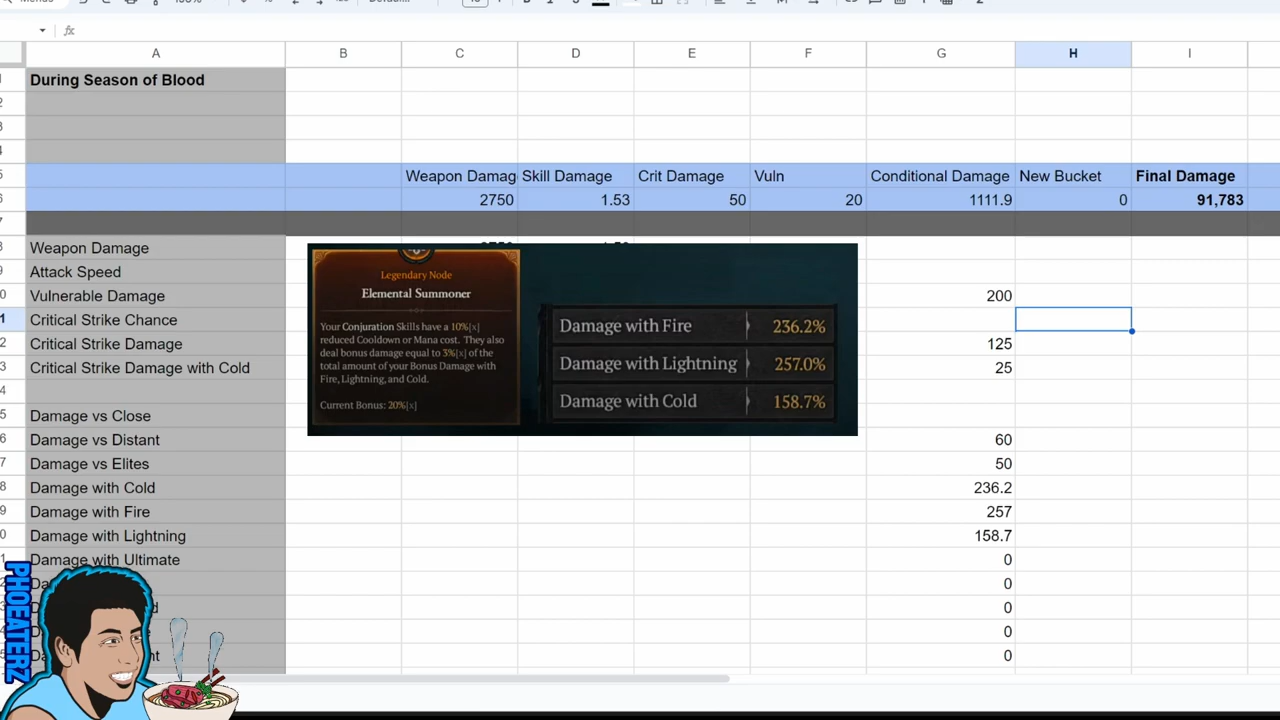 fx
A B C D E F G H I
During Season of Blood
Weapon Damag Skill Damage Crit Damage Vuln Conditional Damage New Bucket Final Damage
2750 1.53 50 20 1111.9 0 91,783
Weapon Damage
Attack Speed
Vulnerable Damage 200
Critical Strike Chance
Critical Strike Damage 125
Critical Strike Damage with Cold 25
Damage vs Close
Damage vs Distant 60
Damage vs Elites 50
Damage with Cold 236.2
Damage with Fire 257
Damage with Lightning 158.7
Damage with Ultimate 0
0
0
0
0
Legendary Node
Elemental Summoner
Your Conjuration Skills have a 10%[x]
reduced Cooldown or Mana cost. They also
deal bonus damage equal to 3%[x] of the
total amount of your Bonus Damage with
Fire, Lightning, and Cold.
Current Bonus: 20%[x]
Damage with Fire 236.2%
Damage with Lightning 257.0%
Damage with Cold 158.7%
PHOEATERZ